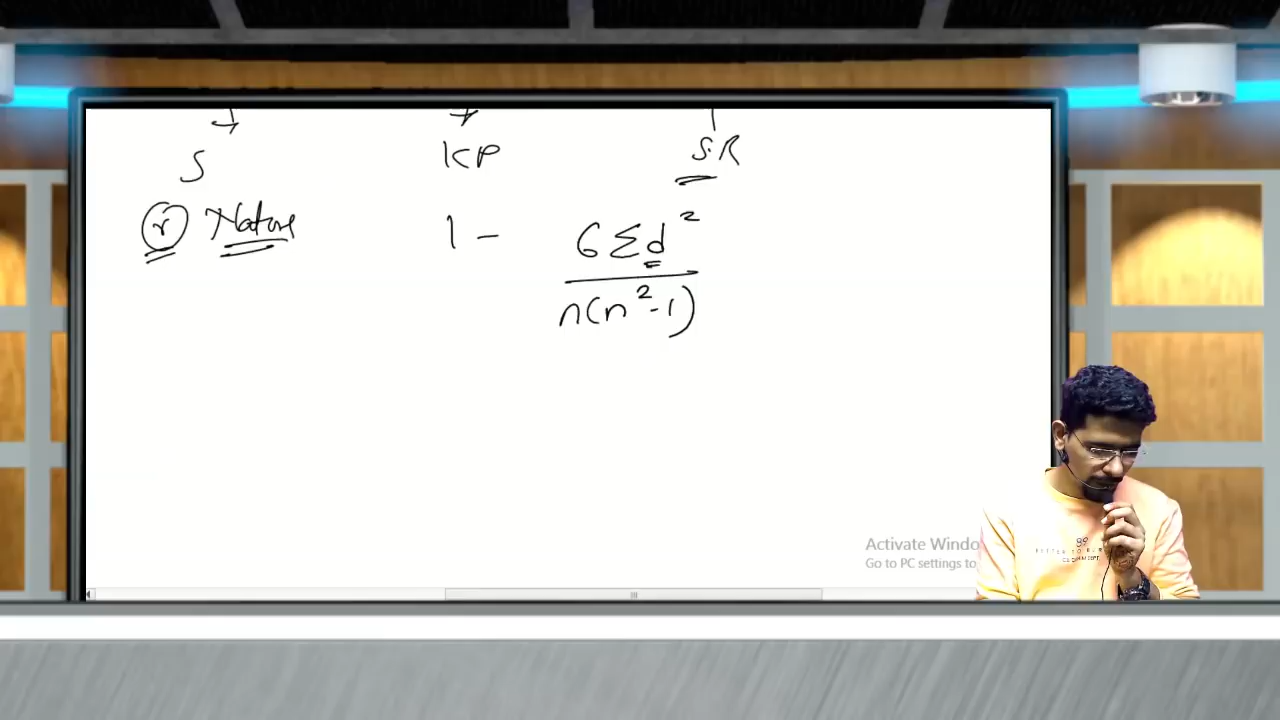 S KP S.R
r Nature 1 - 6Σd²
n(n²-1)
Activate Windo
Go to PC settings to